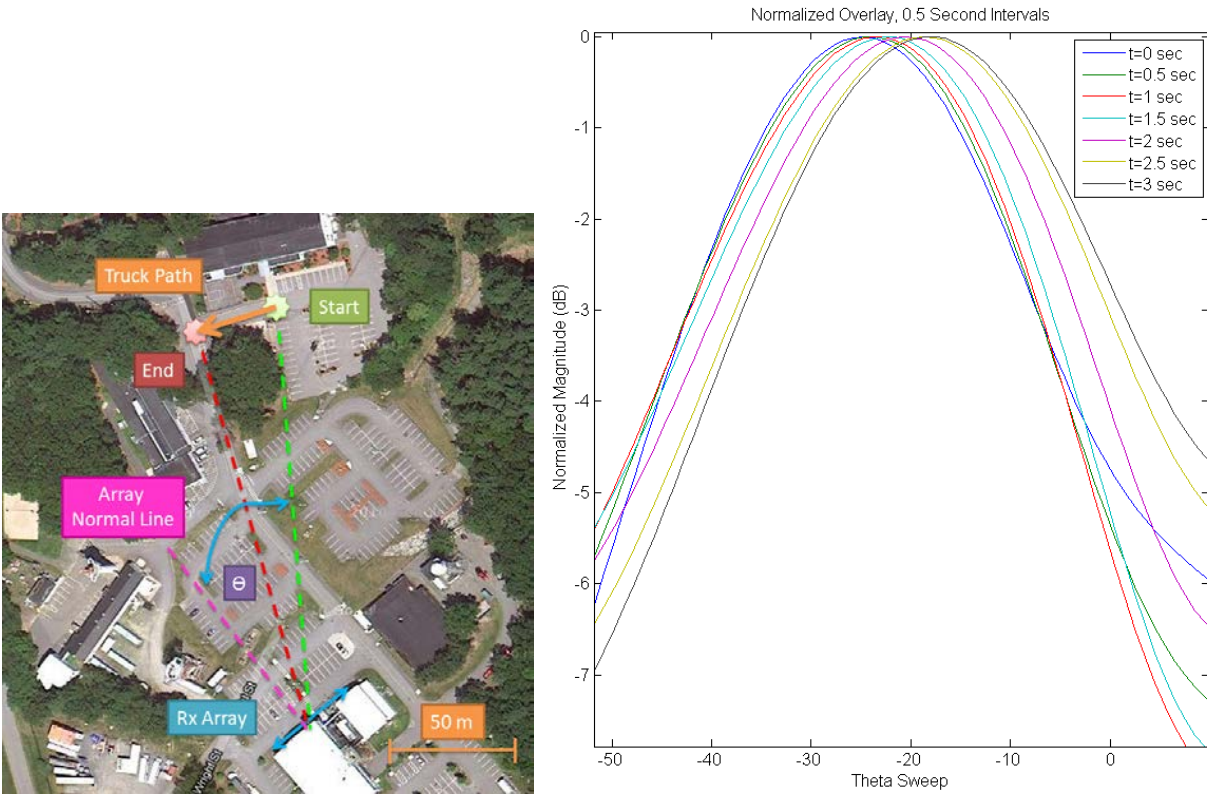 Truck Path
Start
End
Array
Normal Line
Θ
Rx Array
50 m
Wright St
Normalized Overlay, 0.5 Second Intervals
Normalized Magnitude (dB)
0
-1
-2
-3
-4
-5
-6
-7
-50
-40
-30
-20
-10
0
Theta Sweep
t=0 sec
t=0.5 sec
t=1 sec
t=1.5 sec
t=2 sec
t=2.5 sec
t=3 sec